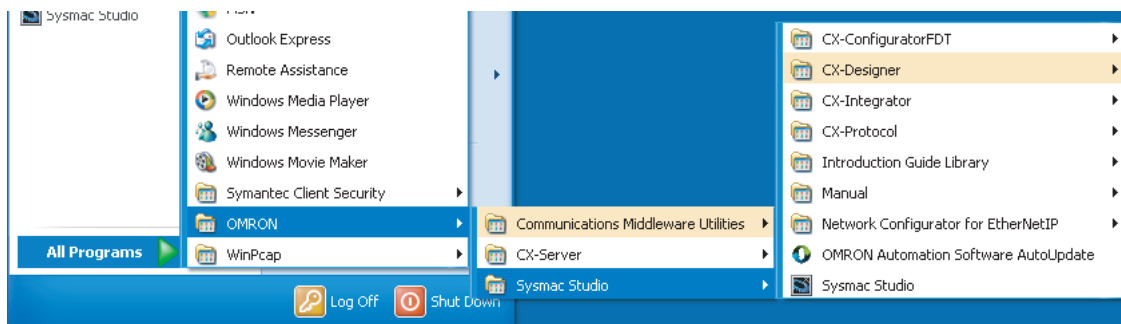 Sysmac Studio
MSN
Outlook Express
Remote Assistance
Windows Media Player
Windows Messenger
Windows Movie Maker
Symantec Client Security
OMRON
WinPcap
All Programs
Log Off
Shut Down
Communications Middleware Utilities
CX-Server
Sysmac Studio
CX-ConfiguratorFDT
CX-Designer
CX-Integrator
CX-Protocol
Introduction Guide Library
Manual
Network Configurator for EtherNetIP
OMRON Automation Software AutoUpdate
Sysmac Studio